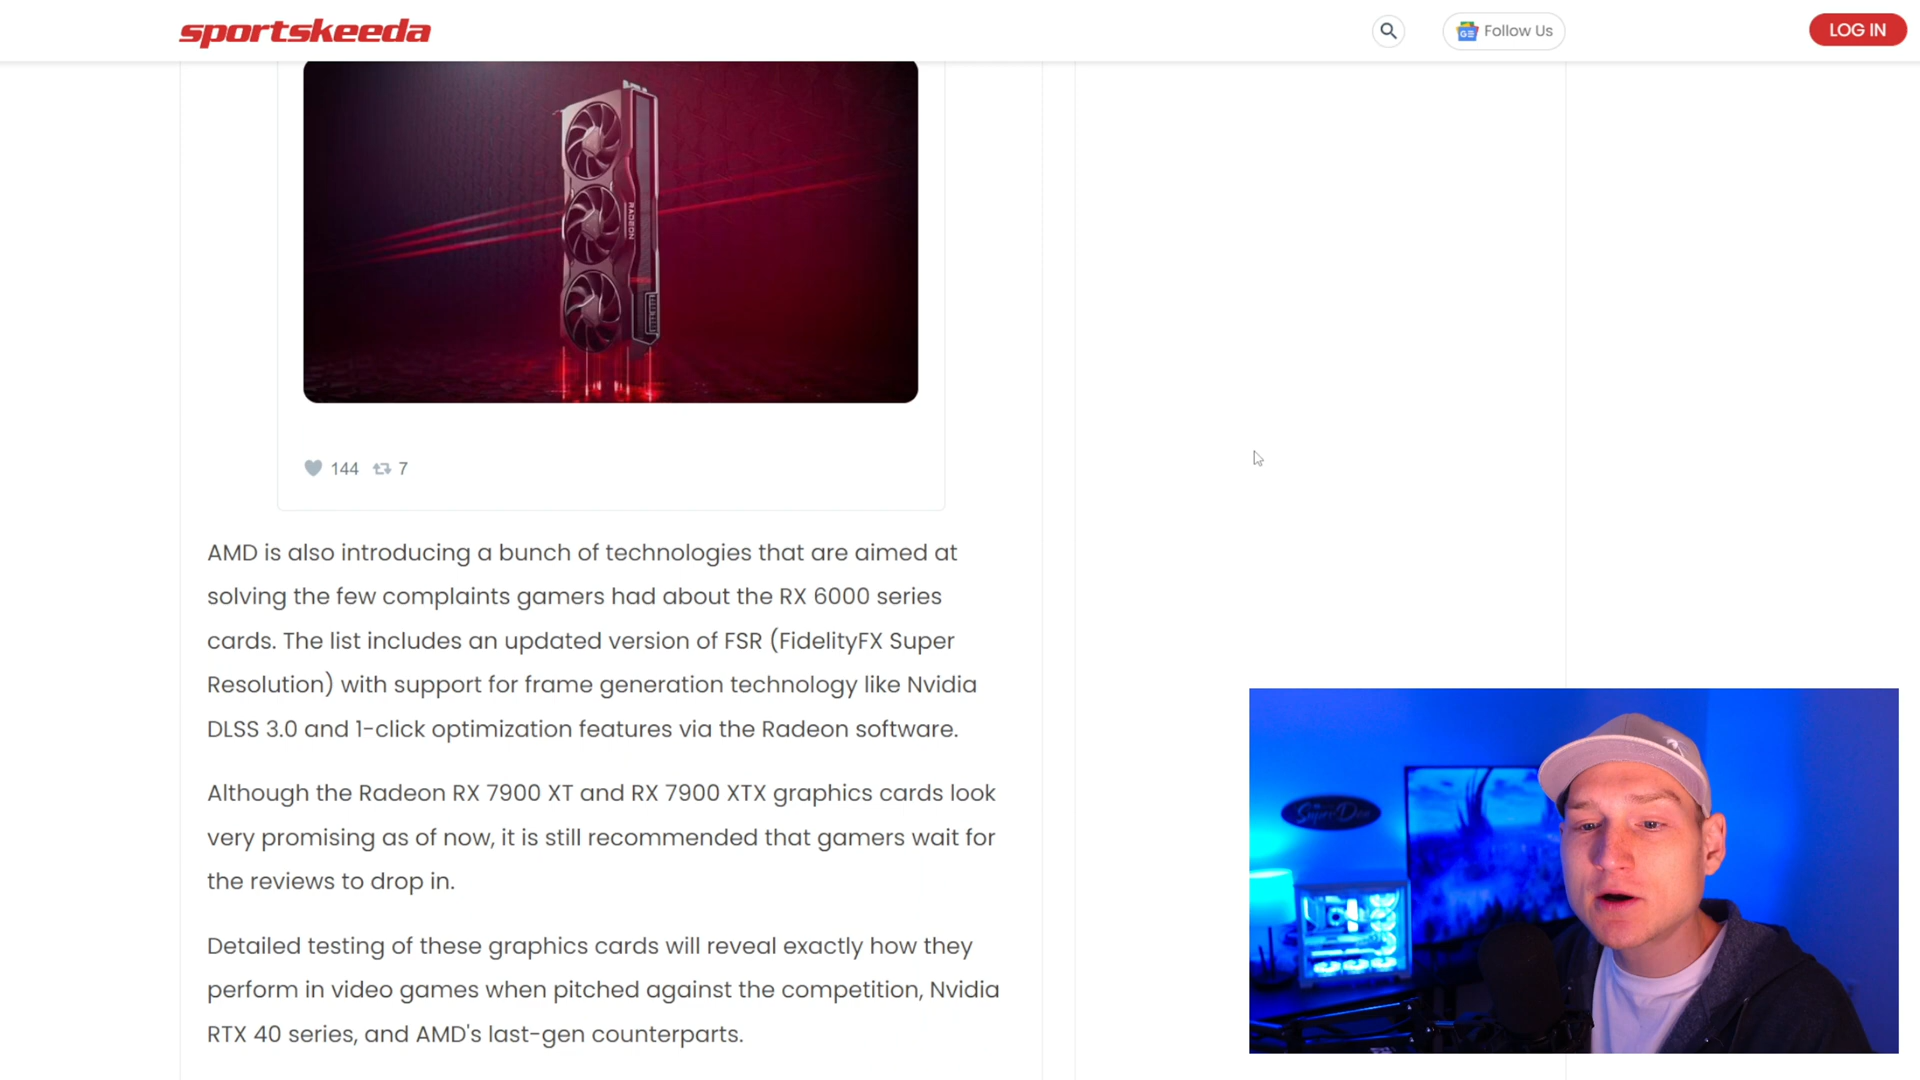 sportskeeda
Follow Us
LOG IN
RADEON
144 7
AMD is also introducing a bunch of technologies that are aimed at
solving the few complaints gamers had about the RX 6000 series
cards. The list includes an updated version of FSR (FidelityFX Super
Resolution) with support for frame generation technology like Nvidia
DLSS 3.0 and 1-click optimization features via the Radeon software.
Although the Radeon RX 7900 XT and RX 7900 XTX graphics cards look
very promising as of now, it is still recommended that gamers wait for
the reviews to drop in.
Detailed testing of these graphics cards will reveal exactly how they
perform in video games when pitched against the competition, Nvidia
RTX 40 series, and AMD's last-gen counterparts.